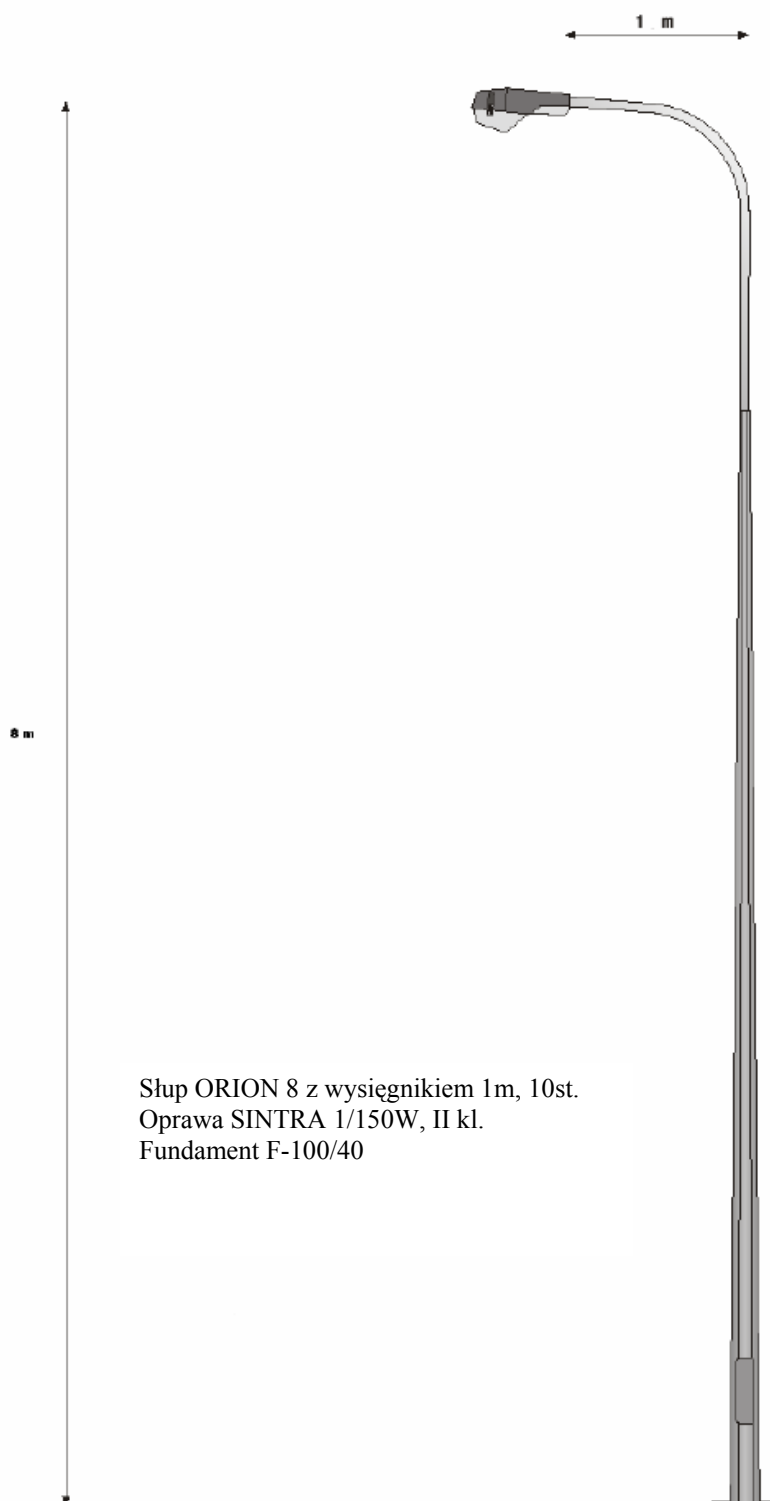 1 m
8 m
Słup ORION 8 z wysięgnikiem 1m, 10st.
Oprawa SINTRA 1/150W, II kl.
Fundament F-100/40